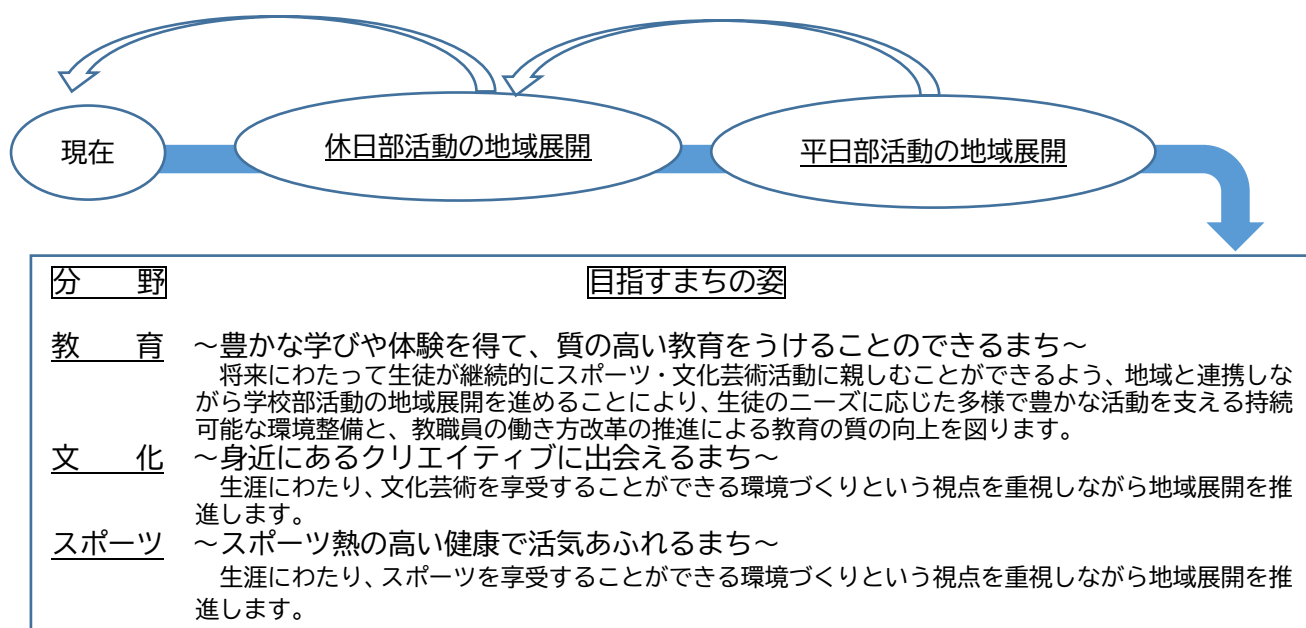 現在
休日部活動の地域展開
平日部活動の地域展開
分　野　目指すまちの姿
教　育　～豊かな学びや体験を得て、質の高い教育をうけることのできるまち～
将来にわたって生徒が継続的にスポーツ・文化芸術活動に親しむことができるよう、地域と連携しな
がら学校部活動の地域展開を進めることにより、生徒のニーズに応じた多様で豊かな活動を支える持続
可能な環境整備と、教職員の働き方改革の推進による教育の質の向上を図ります。
文　化　～身近にあるクリエイティブに出会えるまち～
生涯にわたり、文化芸術を享受することができる環境づくりという視点を重視しながら地域展開を推
進します。
スポーツ　～スポーツ熱の高い健康で活気あふれるまち～
生涯にわたり、スポーツを享受することができる環境づくりという視点を重視しながら地域展開を推
進します。